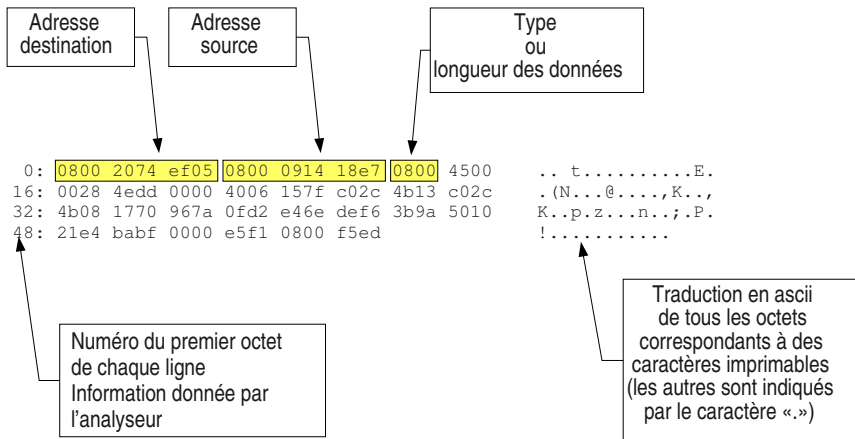 Adresse
destination
Adresse
source
Type
ou
longueur des données
0: 0800 2074 ef05 0800 0914 18e7 0800 4500 .. t..........E.
16: 0028 4edd 0000 4006 157f c02c 4b13 c02c .(N...@....,K..,
32: 4b08 1770 967a 0fd2 e46e def6 3b9a 5010 K..p.z...n..;.P.
48: 21e4 babf 0000 e5f1 0800 f5ed !...........
Numéro du premier octet
de chaque ligne
Information donnée par
l’analyseur
Traduction en ascii
de tous les octets
correspondants à des
caractères imprimables
(les autres sont indiqués
par le caractère «.»)